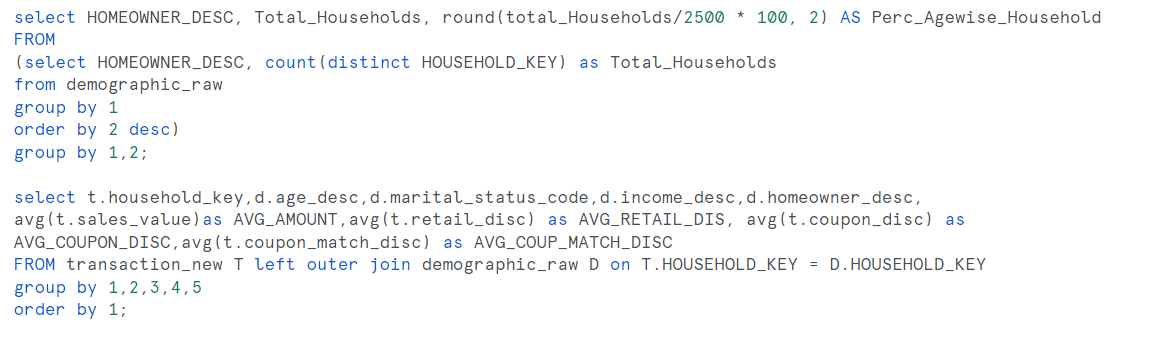 select HOMEOWNER_DESC, Total_Households, round(total_Households/2500 * 100, 2) AS Perc_Agewise_Household
FROM
(select HOMEOWNER_DESC, count(distinct HOUSEHOLD_KEY) as Total_Households
from demographic_raw
group by 1
order by 2 desc)
group by 1,2;

select t.household_key,d.age_desc,d.marital_status_code,d.income_desc,d.homeowner_desc,
avg(t.sales_value)as AVG_AMOUNT,avg(t.retail_disc) as AVG_RETAIL_DIS, avg(t.coupon_disc) as
AVG_COUPON_DISC,avg(t.coupon_match_disc) as AVG_COUP_MATCH_DISC
FROM transaction_new T left outer join demographic_raw D on T.HOUSEHOLD_KEY = D.HOUSEHOLD_KEY
group by 1,2,3,4,5
order by 1;